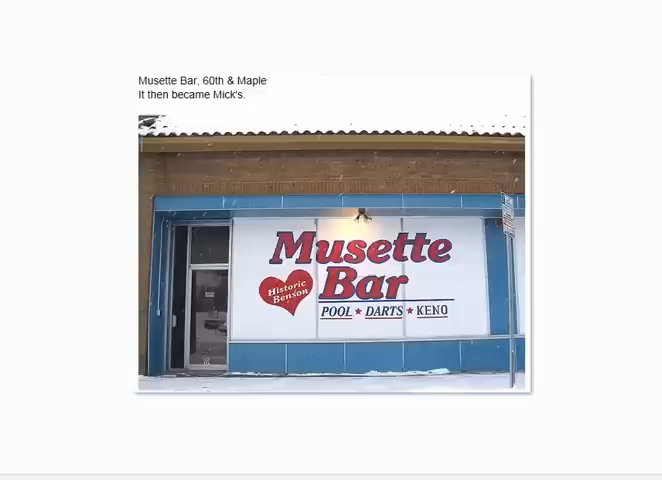 Musette Bar, 60th & Maple
It then became Mick's.
Musette
Bar
Historic
Benson
POOL ★ DARTS ★ KENO